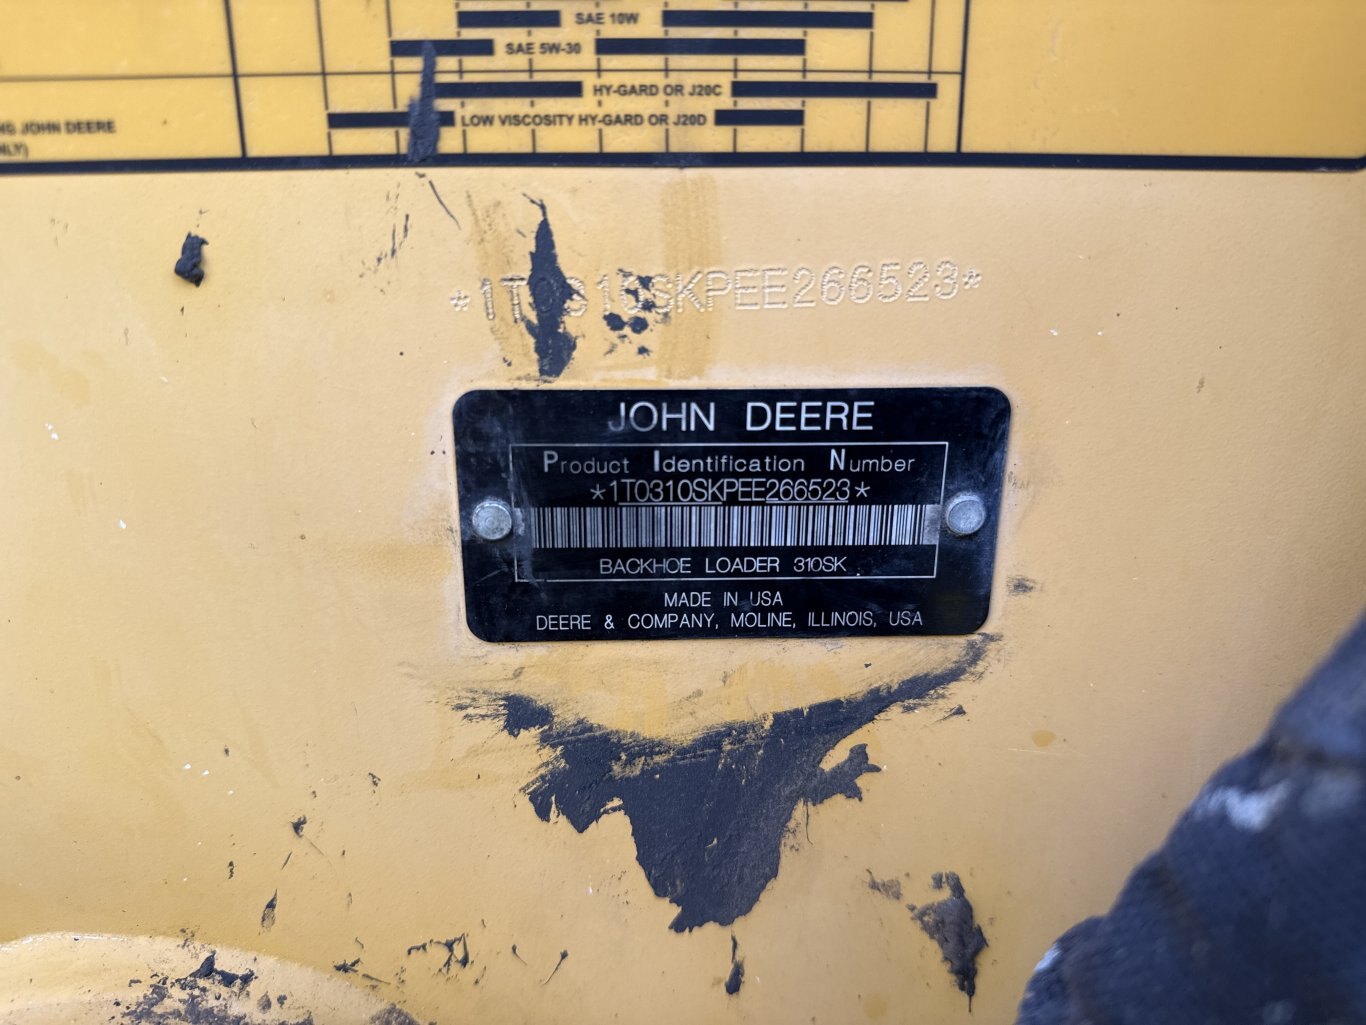 SAE 10W
SAE 5W-30
HY-GARD OR J20C
LOW VISCOSITY HY-GARD OR J20D
JOHN DEERE
*1T0310SKPEE266523*
JOHN DEERE
Product Identification Number
*1T0310SKPEE266523*
BACKHOE LOADER 310SK
MADE IN USA
DEERE & COMPANY, MOLINE, ILLINOIS, USA